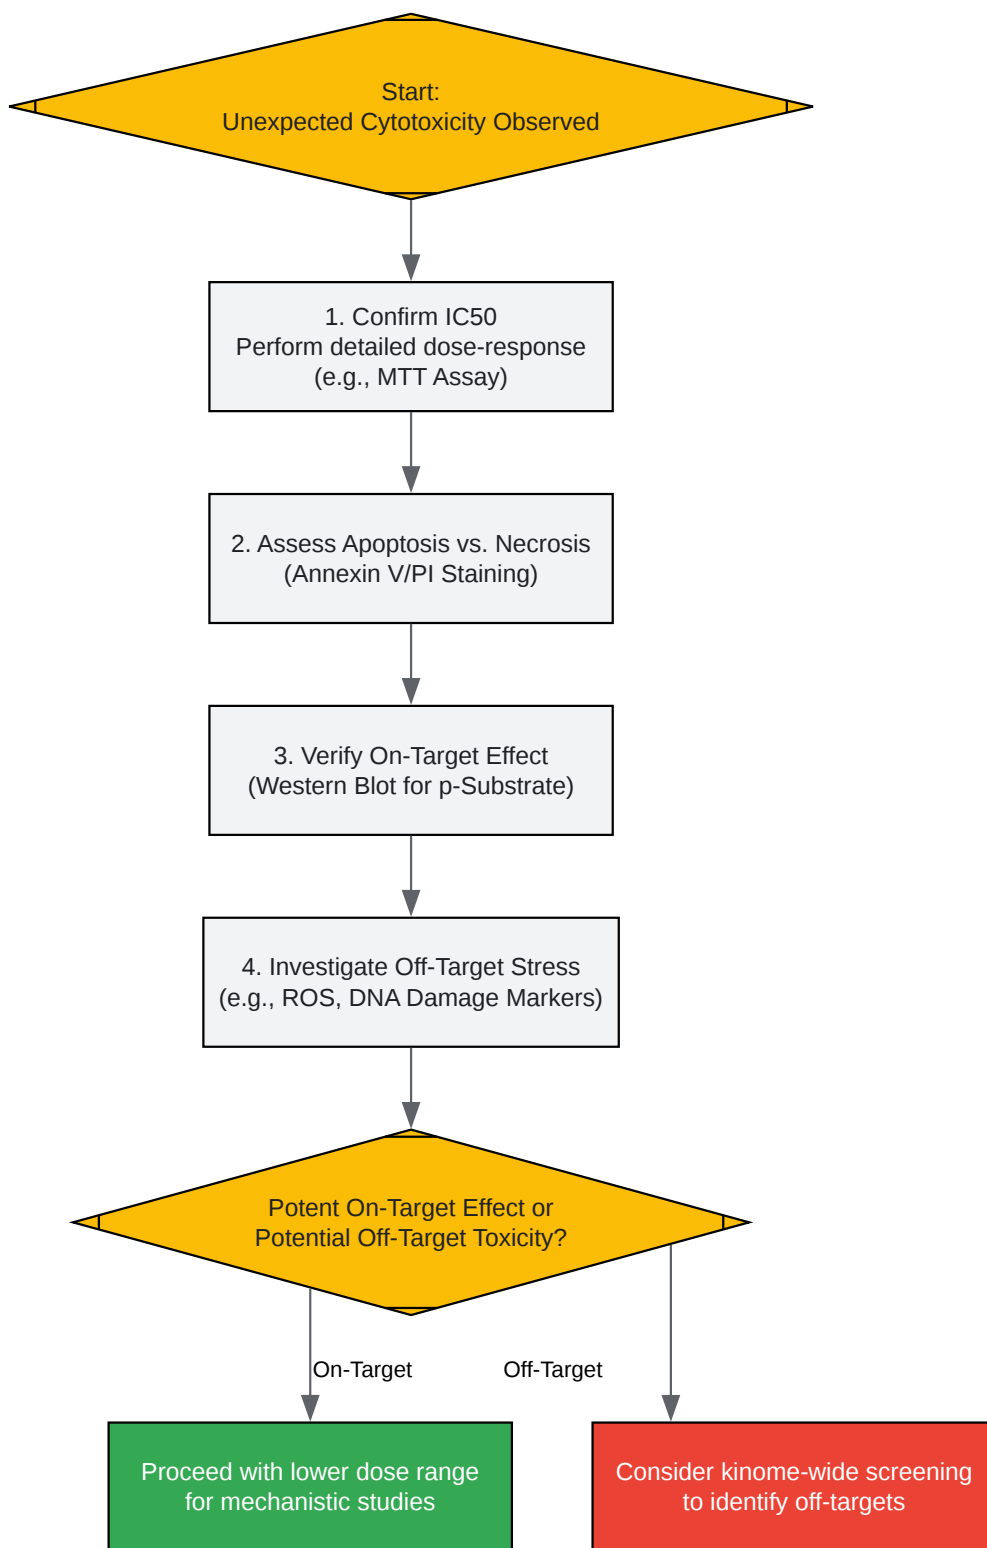 Start:
Unexpected Cytotoxicity Observed
1. Confirm IC50
Perform detailed dose-response
(e.g., MTT Assay)
2. Assess Apoptosis vs. Necrosis
(Annexin V/PI Staining)
3. Verify On-Target Effect
(Western Blot for p-Substrate)
4. Investigate Off-Target Stress
(e.g., ROS, DNA Damage Markers)
Potent On-Target Effect or
Potential Off-Target Toxicity?
On-Target
Off-Target
Proceed with lower dose range
for mechanistic studies
Consider kinome-wide screening
to identify off-targets